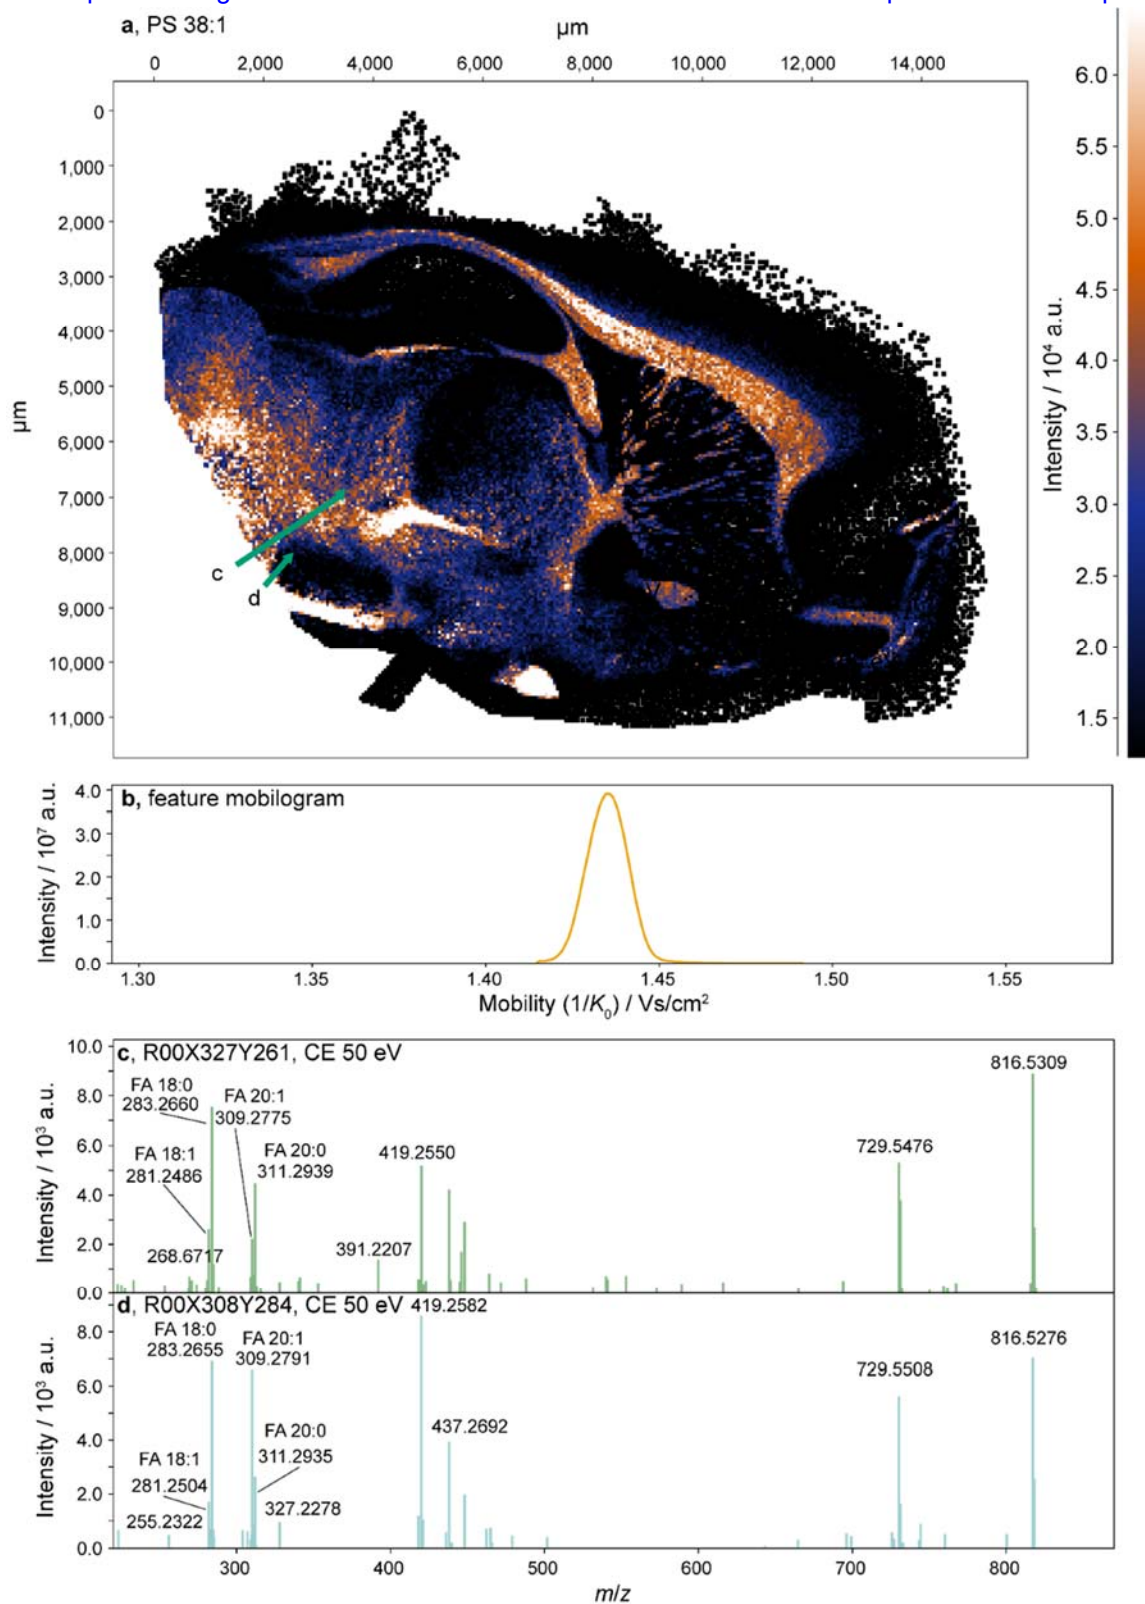 a, PS 38:1
µm
0 2,000 4,000 6,000 8,000 10,000 12,000 14,000
0
1,000
2,000
3,000
4,000
5,000
6,000
7,000
8,000
9,000
10,000
11,000
µm
c
d
6.0
5.5
5.0
4.5
4.0
3.5
3.0
2.5
2.0
1.5
Intensity / 10⁴ a.u.
b, feature mobilogram
4.0
3.0
2.0
1.0
0.0
Intensity / 10⁷ a.u.
1.30 1.35 1.40 1.45 1.50 1.55
Mobility (1/K₀) / Vs/cm²
c, R00X327Y261, CE 50 eV
10.0
8.0
6.0
4.0
2.0
0.0
Intensity / 10³ a.u.
FA 18:0
283.2660
FA 20:1
309.2775
FA 18:1
281.2486
FA 20:0
311.2939
268.6717
391.2207
419.2550
729.5476
816.5309
d, R00X308Y284, CE 50 eV
8.0
6.0
4.0
2.0
0.0
Intensity / 10³ a.u.
FA 18:0
283.2655
FA 20:1
309.2791
419.2582
FA 20:0
311.2935
437.2692
FA 18:1
281.2504
255.2322
327.2278
729.5508
816.5276
300 400 500 600 700 800
m/z